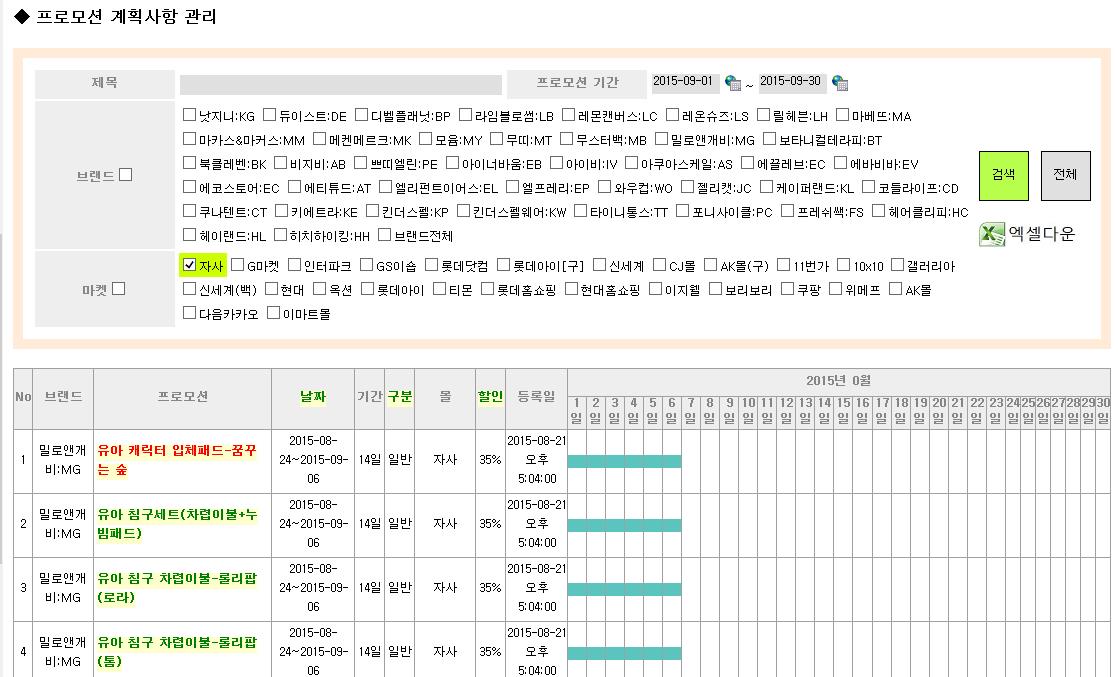 ◆ 프로모션 계획사항 관리
제목 프로모션 기간 2015-09-01 ~ 2015-09-30
브랜드
낫지니:KG 듀이스트:DE 디벨플래닛:BP 라임블로썸:LB 레몬캔버스:LC 레온슈즈:LS 릴헤븐:LH 마베뜨:MA
마카스&마커스:MM 메켄메르크:MK 모윰:MY 무띠:MT 무스터백:MB 밀로앤개비:MG 보타니컬테라피:BT
북클레벤:BK 비지비:AB 쁘띠엘린:PE 아이너바움:EB 아이비:IV 아쿠아스케일:AS 에끌레브:EC 에바비바:EV
에코스토어:EC 에티튜드:AT 엘리펀트이어스:EL 엘프레리:EP 와우컵:WO 젤리캣:JC 케이퍼랜드:KL 코들라이프:CD
쿠나텐트:CT 키에트라:KE 킨더스펠:KP 킨더스펠웨어:KW 타이니통스:TT 포니사이클:PC 프레쉬쌕:FS 헤어클리피:HC
헤이랜드:HL 히치하이킹:HH 브랜드전체
검색 전체
엑셀다운
마켓
자사 G마켓 인터파크 GS이숍 롯데닷컴 롯데아이[구] 신세계 CJ몰 AK몰(구) 11번가 10x10 갤러리아
신세계(백) 현대 옥션 롯데아이 티몬 롯데홈쇼핑 현대홈쇼핑 이지웰 보리보리 쿠팡 위메프 AK몰
다음카카오 이마트몰
No 브랜드 프로모션 날짜 기간 구분 몰 할인 등록일 2015년 0월
1일 2일 3일 4일 5일 6일 7일 8일 9일 10일 11일 12일 13일 14일 15일 16일 17일 18일 19일 20일 21일 22일 23일 24일 25일 26일 27일 28일 29일 30일
1 밀로앤개비:MG 유아 캐릭터 입체패드-꿈꾸는 숲 2015-08-24~2015-09-06 14일 일반 자사 35% 2015-08-21 오후 5:04:00
2 밀로앤개비:MG 유아 침구세트(차렵이불+누빔패드) 2015-08-24~2015-09-06 14일 일반 자사 35% 2015-08-21 오후 5:04:00
3 밀로앤개비:MG 유아 침구 차렵이불-롤리팝(로라) 2015-08-24~2015-09-06 14일 일반 자사 35% 2015-08-21 오후 5:04:00
4 밀로앤개비:MG 유아 침구 차렵이불-롤리팝(톰) 2015-08-24~2015-09-06 14일 일반 자사 35% 2015-08-21 오후 5:04:00